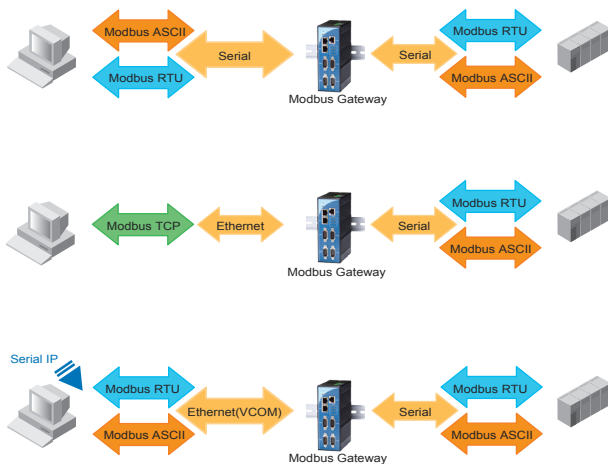 Modbus ASCII
Modbus RTU
Serial
Modbus Gateway
Serial
Modbus RTU
Modbus ASCII
Modbus TCP
Ethernet
Modbus Gateway
Serial
Modbus RTU
Modbus ASCII
Serial IP
Modbus RTU
Modbus ASCII
Ethernet(VCOM)
Modbus Gateway
Serial
Modbus RTU
Modbus ASCII